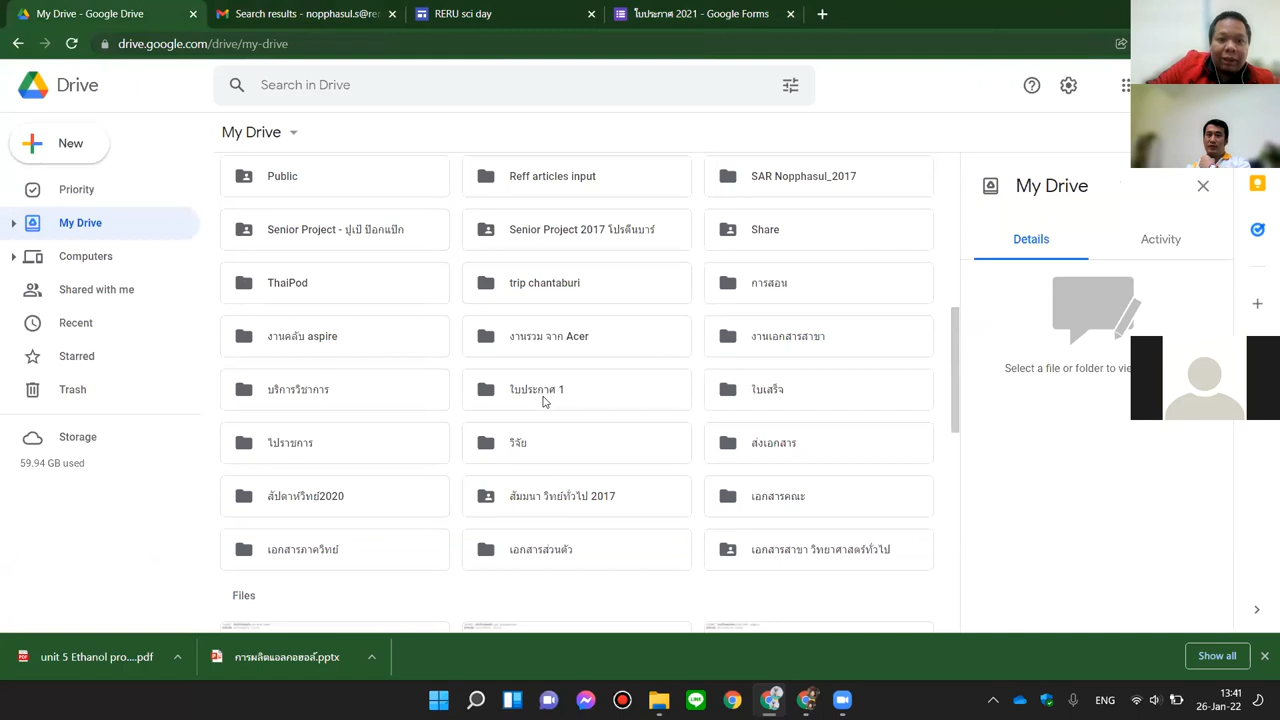 My Drive - Google Drive
Search results - nopphasul.s@rer
RERU sci day
ใบประกาศ 2021 - Google Forms
drive.google.com/drive/my-drive
Drive
Search in Drive
New
My Drive
Priority
My Drive
Computers
Shared with me
Recent
Starred
Trash
Storage
59.94 GB used
Public
Reff articles input
SAR Nopphasul_2017
Senior Project - ปุเป้ ป๊อกแป๊ก
Senior Project 2017 โปรตีนบาร์
Share
ThaiPod
trip chantaburi
การสอน
งานคลับ aspire
งานรวม จาก Acer
งานเอกสารสาขา
บริการวิชาการ
ใบประกาศ 1
ใบเสร็จ
ไปราชการ
วิจัย
ส่งเอกสาร
สัปดาห์วิทย์2020
สัมมนา วิทย์ทั่วไป 2017
เอกสารคณะ
เอกสารภาควิทย์
เอกสารส่วนตัว
เอกสารสาขา วิทยาศาสตร์ทั่วไป
Files
My Drive
Details
Activity
Select a file or folder to vie
unit 5 Ethanol pro....pdf
การผลิตแอลกอฮอล์.pptx
Show all
ENG
13:41
26-Jan-22